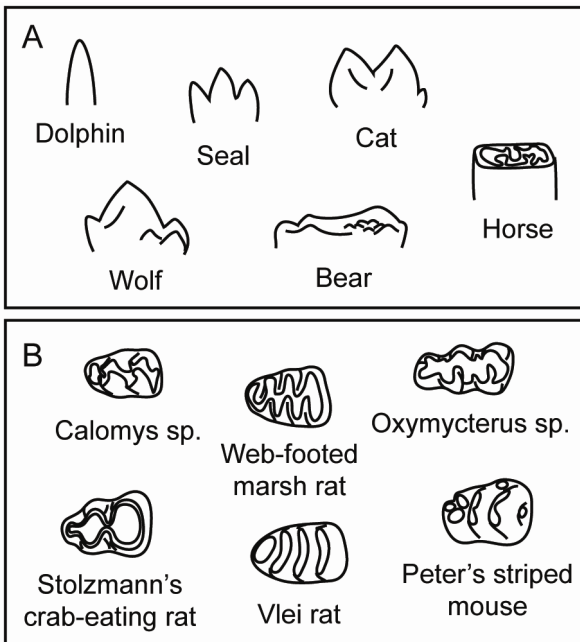 A
Dolphin
Seal
Cat
Horse
Wolf
Bear
B
Calomys sp.
Web-footed
marsh rat
Oxymycterus sp.
Stolzmann's
crab-eating rat
Vlei rat
Peter's striped
mouse